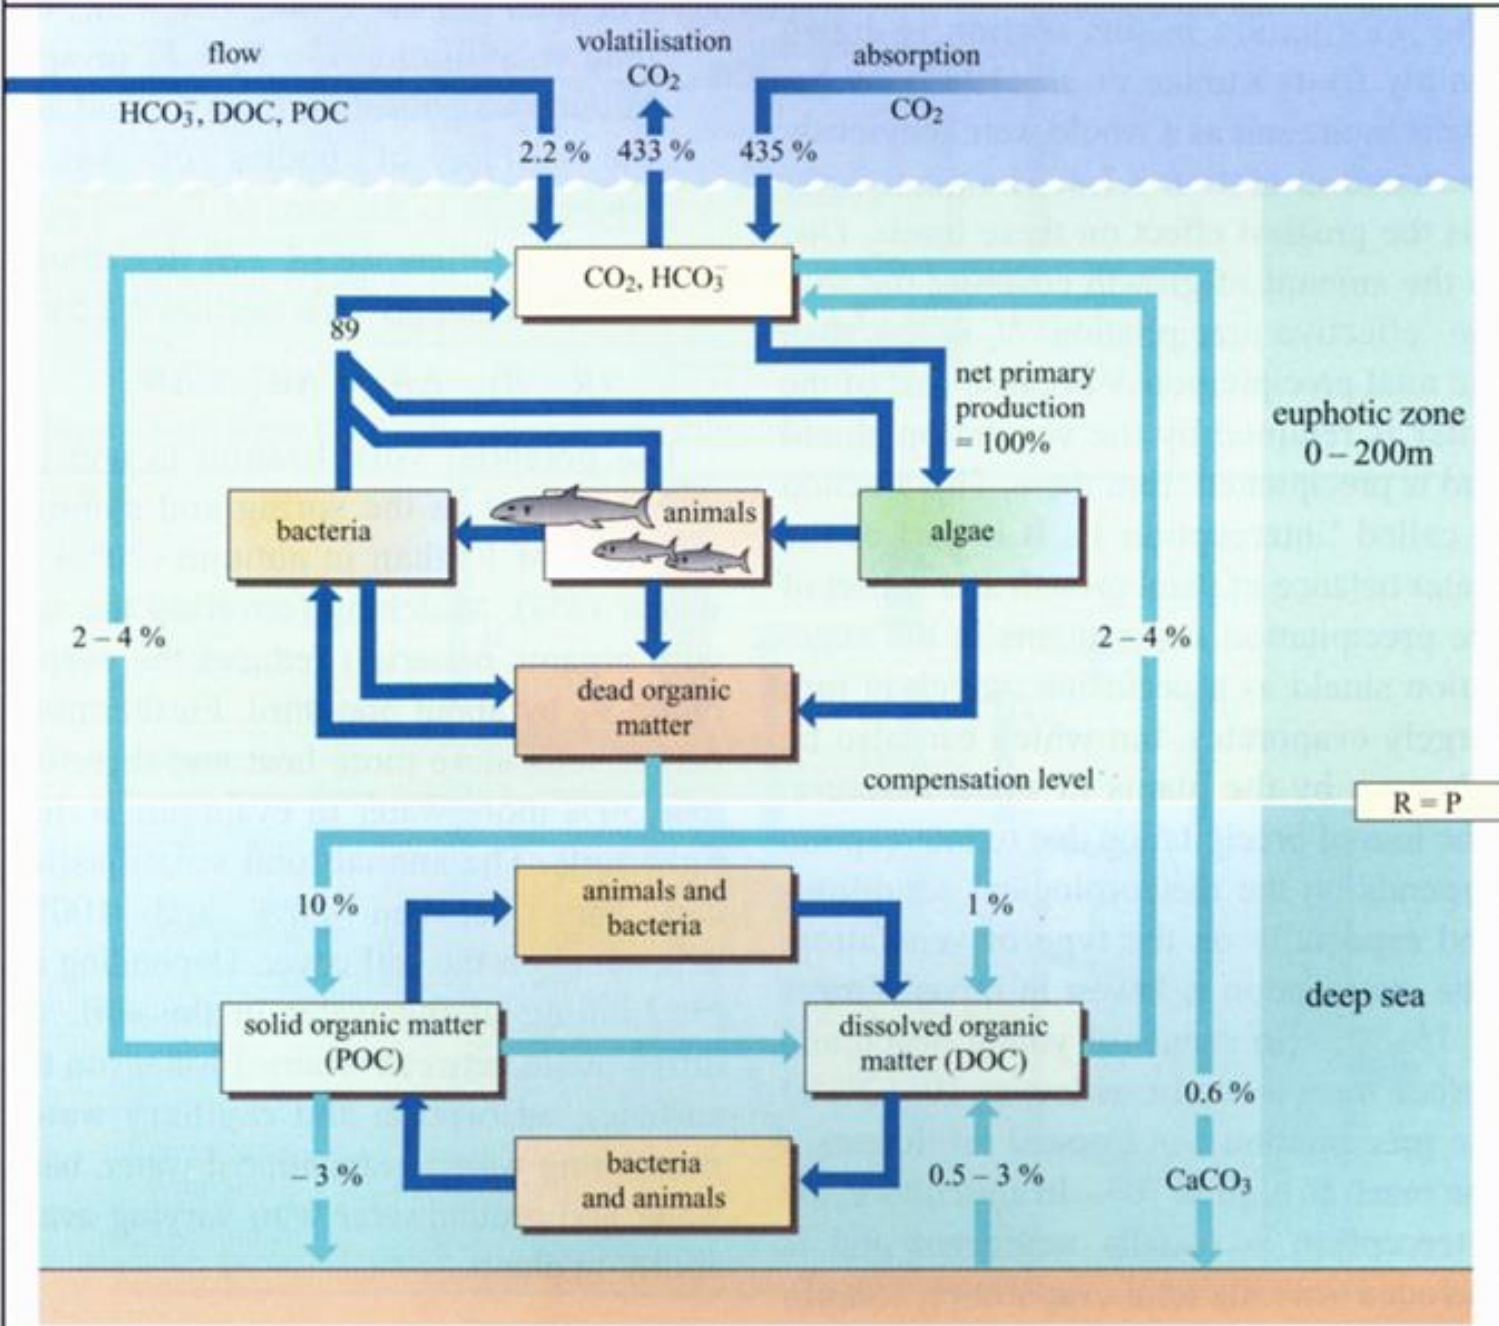 flow
HCO₃⁻, DOC, POC
volatilisation
CO₂
absorption
CO₂
2.2 %
433 %
435 %
CO₂, HCO₃⁻
89
net primary
production
= 100%
euphotic zone
0 – 200m
bacteria
animals
algae
2 – 4 %
2 – 4 %
dead organic
matter
compensation level
R = P
10 %
animals and
bacteria
1 %
solid organic matter
(POC)
dissolved organic
matter (DOC)
deep sea
0.6 %
– 3 %
bacteria
and animals
0.5 – 3 %
CaCO₃